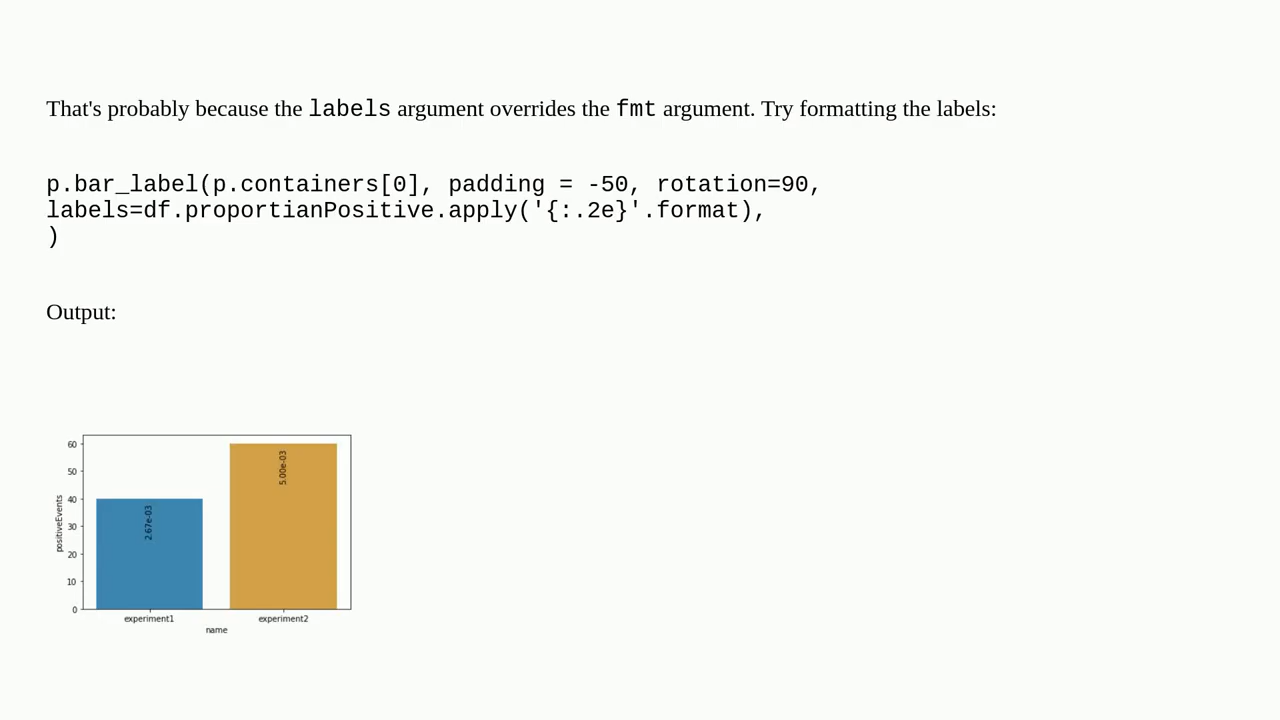 That's probably because the labels argument overrides the fmt argument. Try formatting the labels:
p.bar_label(p.containers[0], padding = -50, rotation=90,
labels=df.proportianPositive.apply('{:.2e}'.format),
)
Output:
60
50
40
30
20
10
0
positiveEvents
2.67e-03
5.00e-03
experiment1
experiment2
name